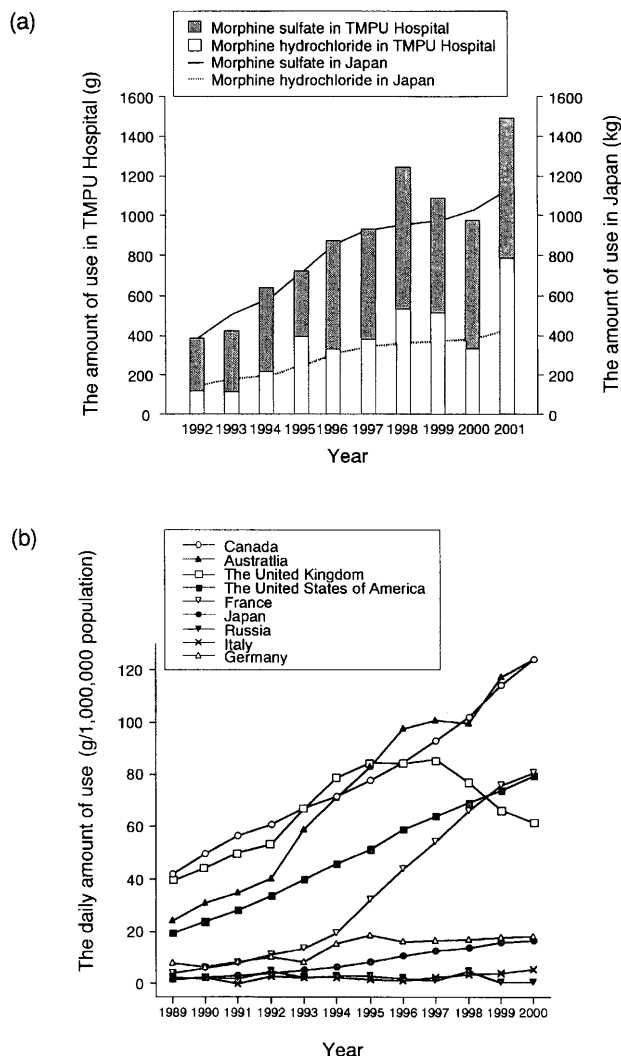 (a)
Morphine sulfate in TMPU Hospital
Morphine hydrochloride in TMPU Hospital
Morphine sulfate in Japan
Morphine hydrochloride in Japan
The amount of use in TMPU Hospital (g)
1600
1400
1200
1000
800
600
400
200
0
The amount of use in Japan (kg)
1600
1400
1200
1000
800
600
400
200
0
1992 1993 1994 1995 1996 1997 1998 1999 2000 2001
Year
(b)
Canada
Austratlia
The United Kingdom
The United States of America
France
Japan
Russia
Italy
Germany
The daily amount of use (g/1,000,000 population)
120
100
80
60
40
20
0
1989 1990 1991 1992 1993 1994 1995 1996 1997 1998 1999 2000
Year